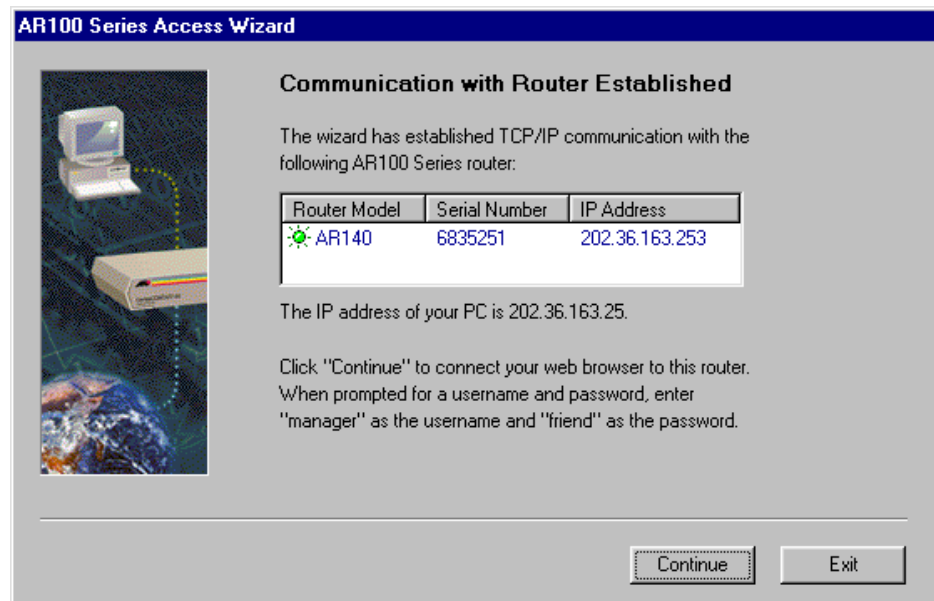 AR100 Series Access Wizard
Communication with Router Established
The wizard has established TCP/IP communication with the
following AR100 Series router:
Router Model Serial Number IP Address
AR140 6835251 202.36.163.253
The IP address of your PC is 202.36.163.25.
Click "Continue" to connect your web browser to this router.
When prompted for a username and password, enter
"manager" as the username and "friend" as the password.
Continue Exit